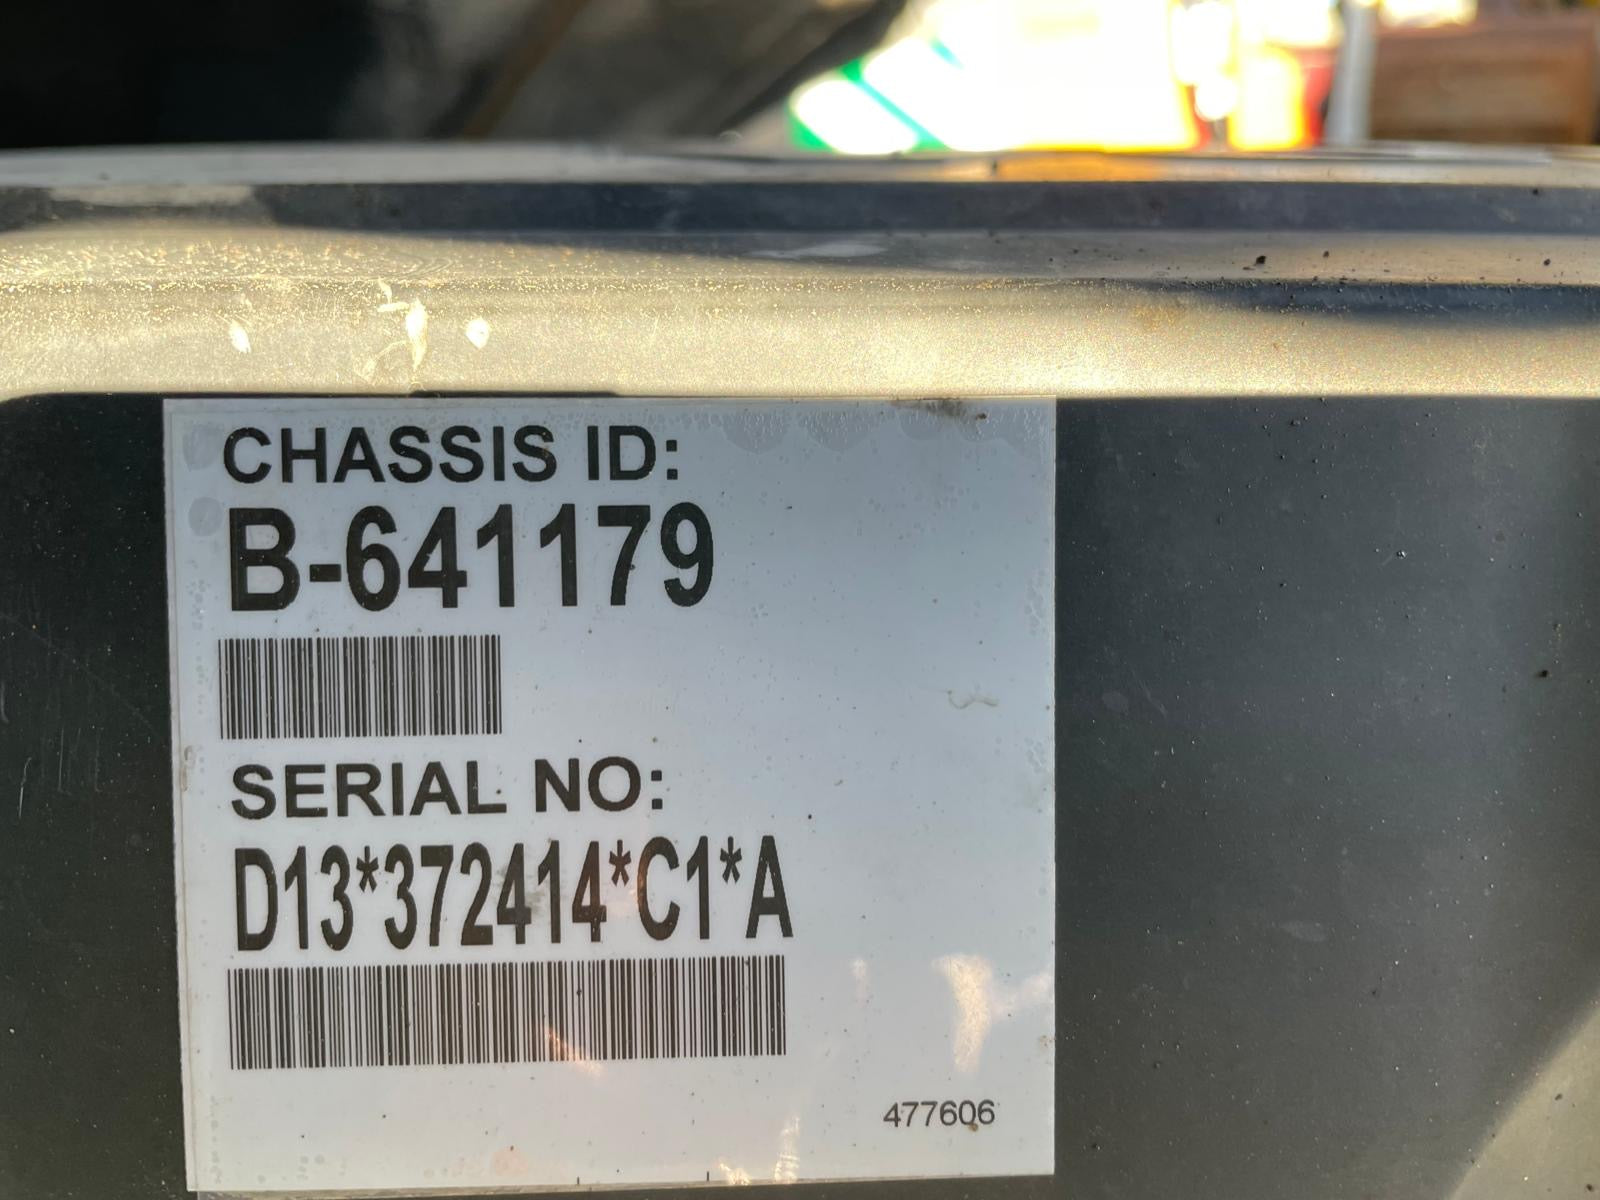 CHASSIS ID:
B-641179
SERIAL NO:
D13*372414*C1*A
477606